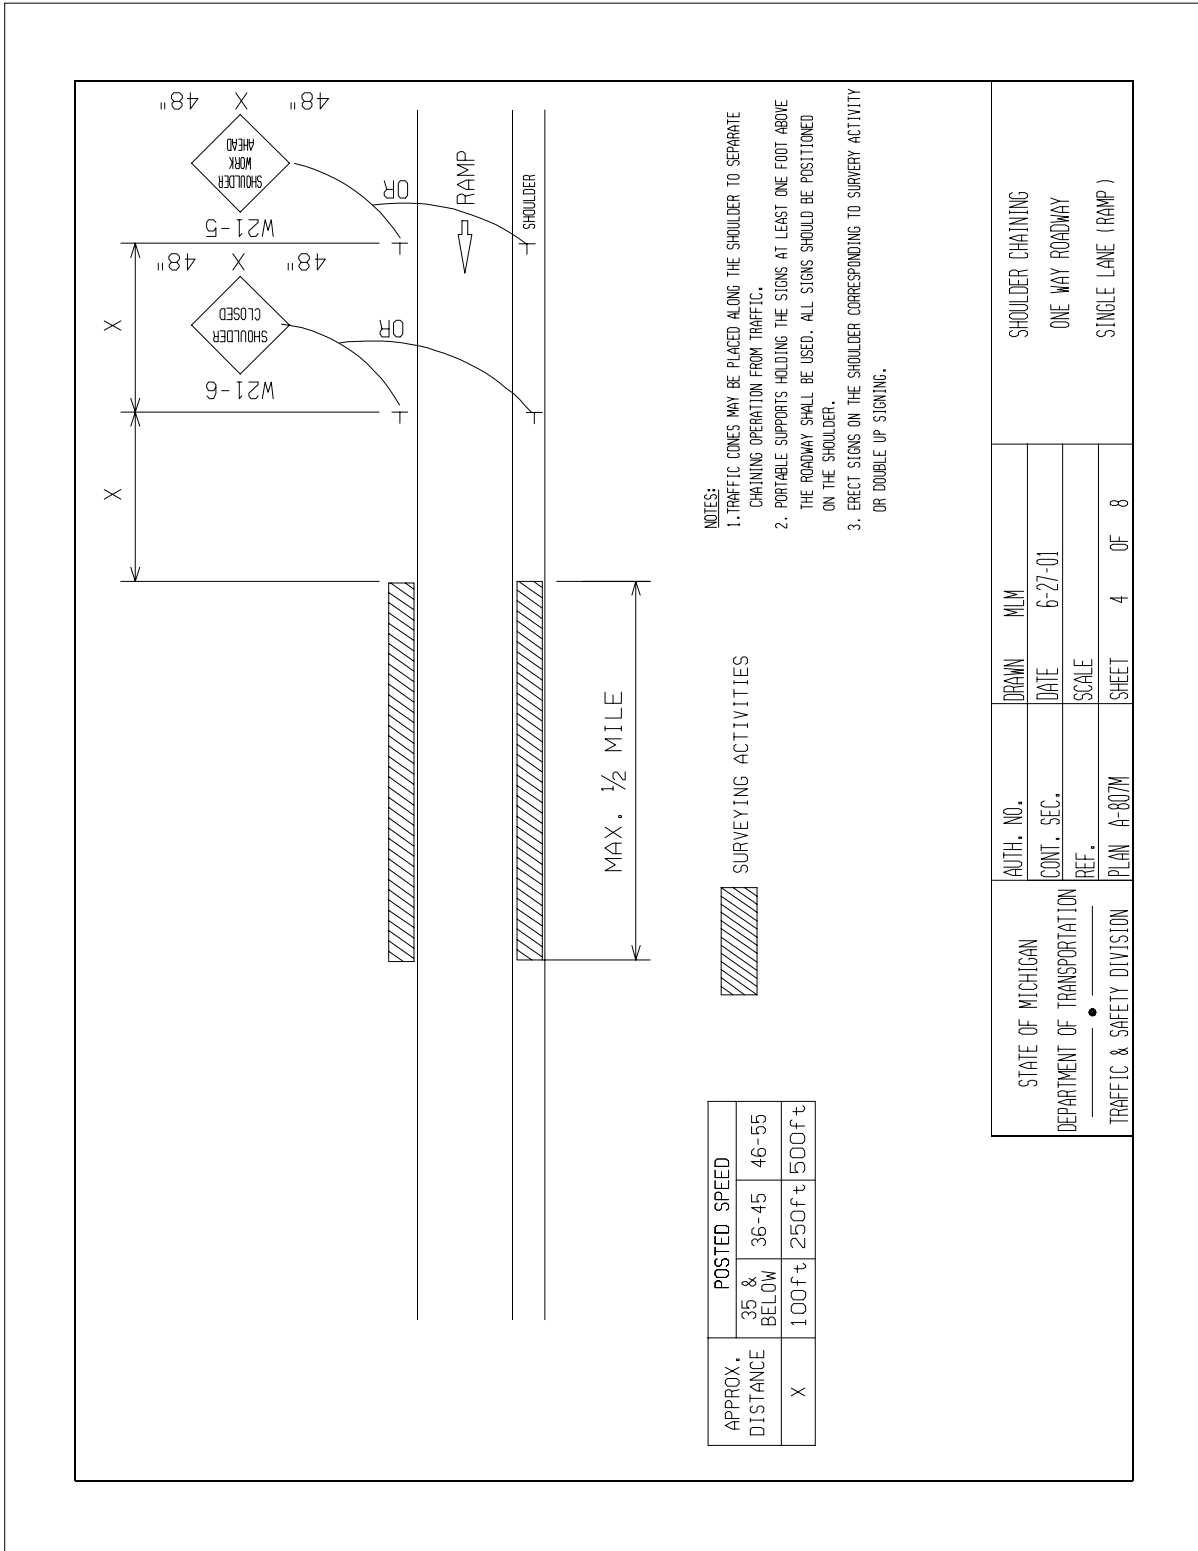 48" X 48"
SHOULDER
WORK
AHEAD
W21-5
48" X 48"
SHOULDER
CLOSED
W21-6
X
X
OR
OR
RAMP
SHOULDER
MAX. ½ MILE
SURVEYING ACTIVITIES
NOTES:
1.TRAFFIC CONES MAY BE PLACED ALONG THE SHOULDER TO SEPARATE
CHAINING OPERATION FROM TRAFFIC.
2. PORTABLE SUPPORTS HOLDING THE SIGNS AT LEAST ONE FOOT ABOVE
THE ROADWAY SHALL BE USED. ALL SIGNS SHOULD BE POSITIONED
ON THE SHOULDER.
3. ERECT SIGNS ON THE SHOULDER CORRESPONDING TO SURVERY ACTIVITY
OR DOUBLE UP SIGNING.
APPROX.
DISTANCE
POSTED SPEED
35 &
BELOW
36-45
46-55
X
100ft
250ft
500ft
STATE OF MICHIGAN
DEPARTMENT OF TRANSPORTATION
TRAFFIC & SAFETY DIVISION
AUTH. NO.
CONT. SEC.
REF.
PLAN A-807M
DRAWN MLM
DATE 6-27-01
SCALE
SHEET 4 OF 8
SHOULDER CHAINING
ONE WAY ROADWAY
SINGLE LANE (RAMP)